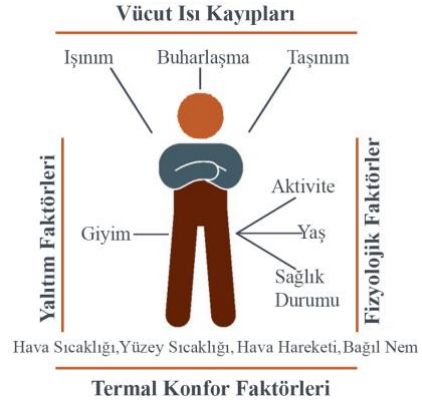 Vücut Isı Kayıpları
Işınım
Buharlaşma
Taşınım
Yalıtım Faktörleri
Giyim
Aktivite
Yaş
Sağlık
Durumu
Fizyolojik Faktörler
Hava Sıcaklığı,Yüzey Sıcaklığı, Hava Hareketi,Bağıl Nem
Termal Konfor Faktörleri